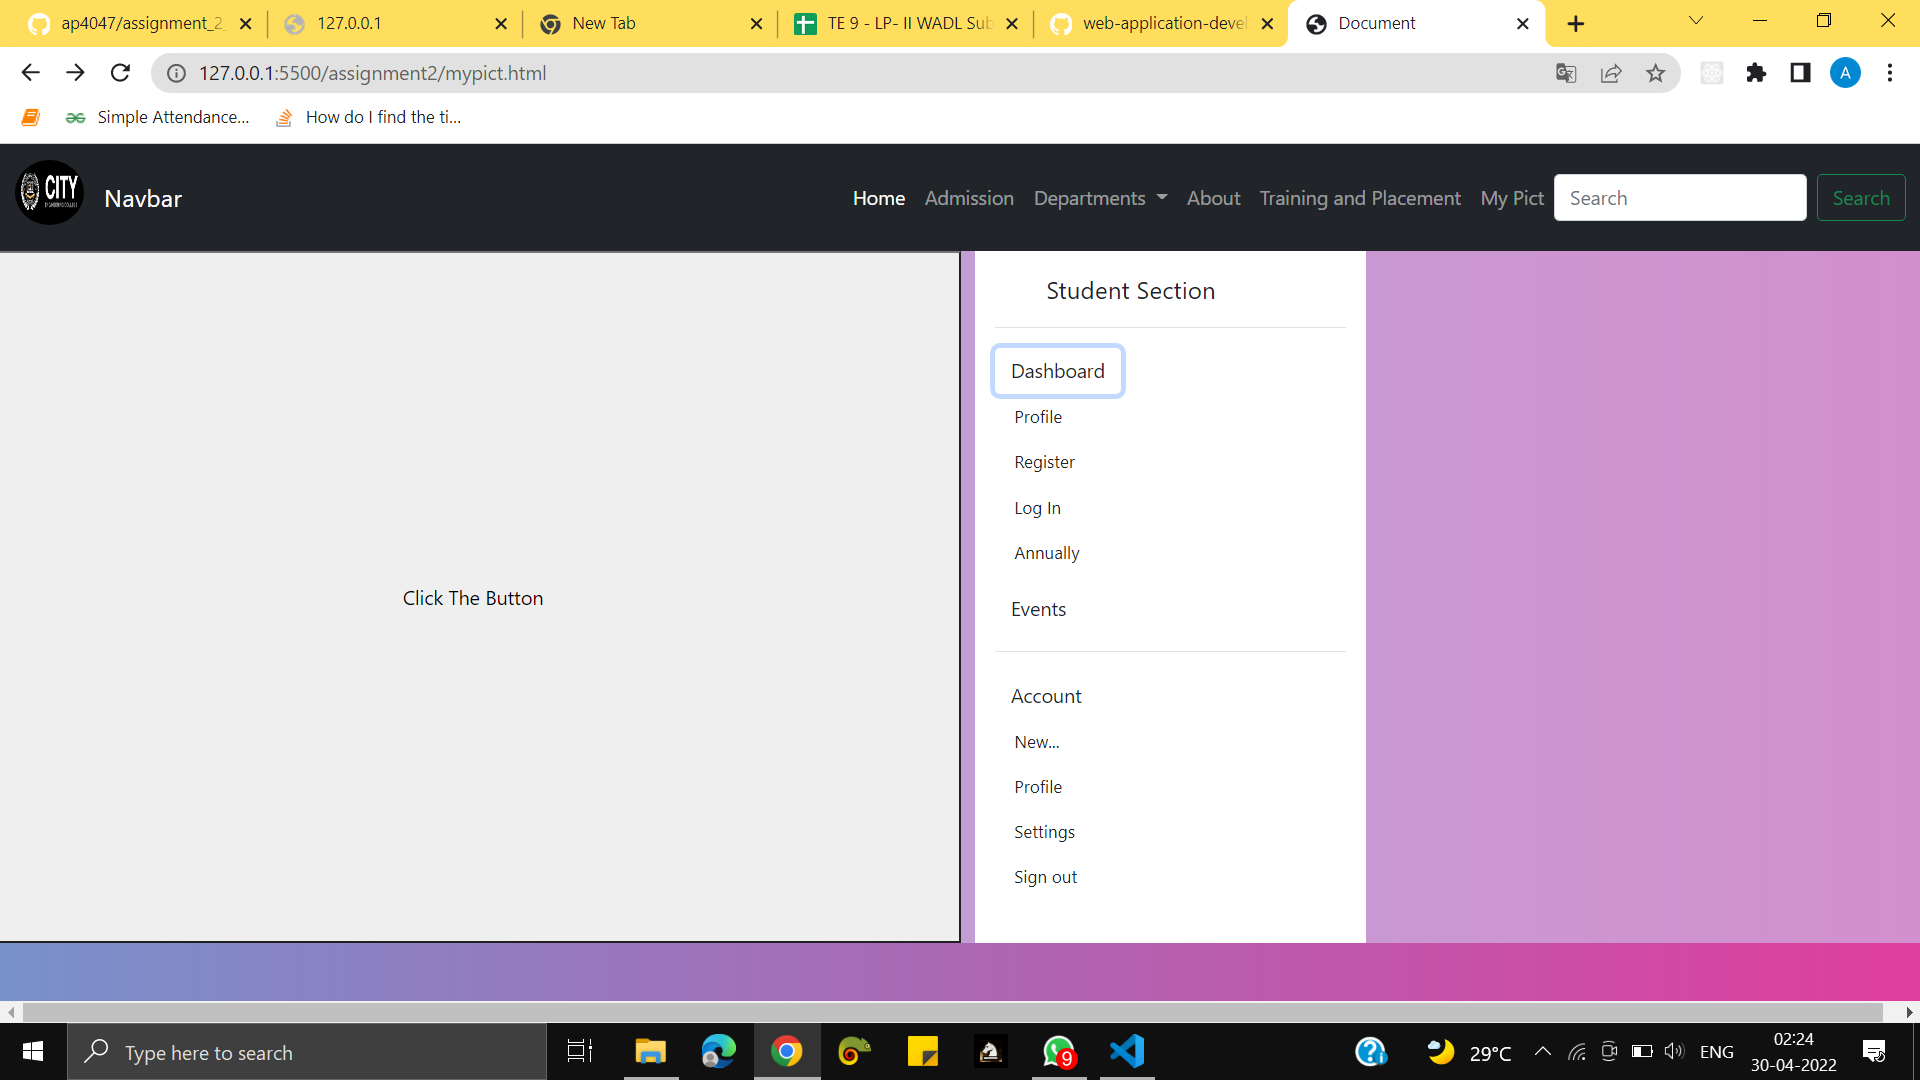 ap4047/assignment_2_ 127.0.0.1 New Tab TE 9 - LP- II WADL Sub web-application-devel Document
127.0.0.1:5500/assignment2/mypict.html A
Simple Attendance... How do I find the ti...
CITY
Navbar Home Admission Departments About Training and Placement My Pict Search Search
Student Section
Dashboard
Profile
Register
Log In
Annually
Click The Button
Events
Account
New...
Profile
Settings
Sign out
Type here to search 9 29°C ENG 02:24
30-04-2022